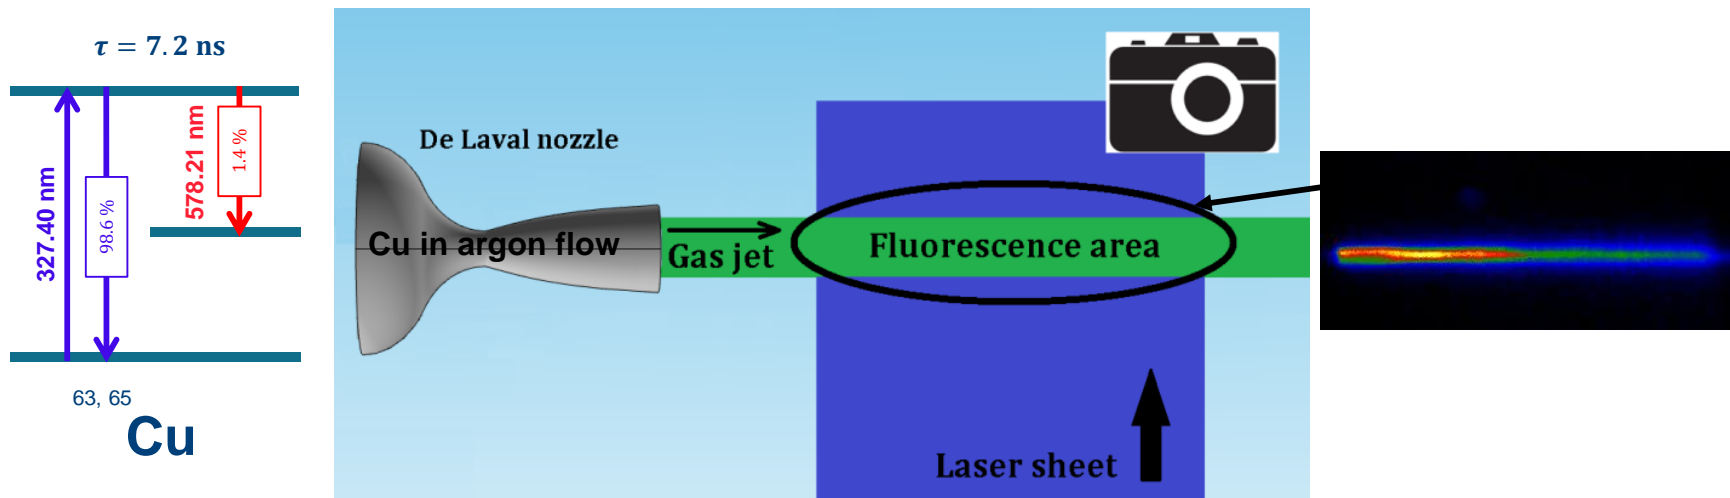 τ = 7.2 ns
327.40 nm
98.6 %
578.21 nm
1.4 %
63, 65
Cu
De Laval nozzle
Cu in argon flow
Gas jet
Fluorescence area
Laser sheet